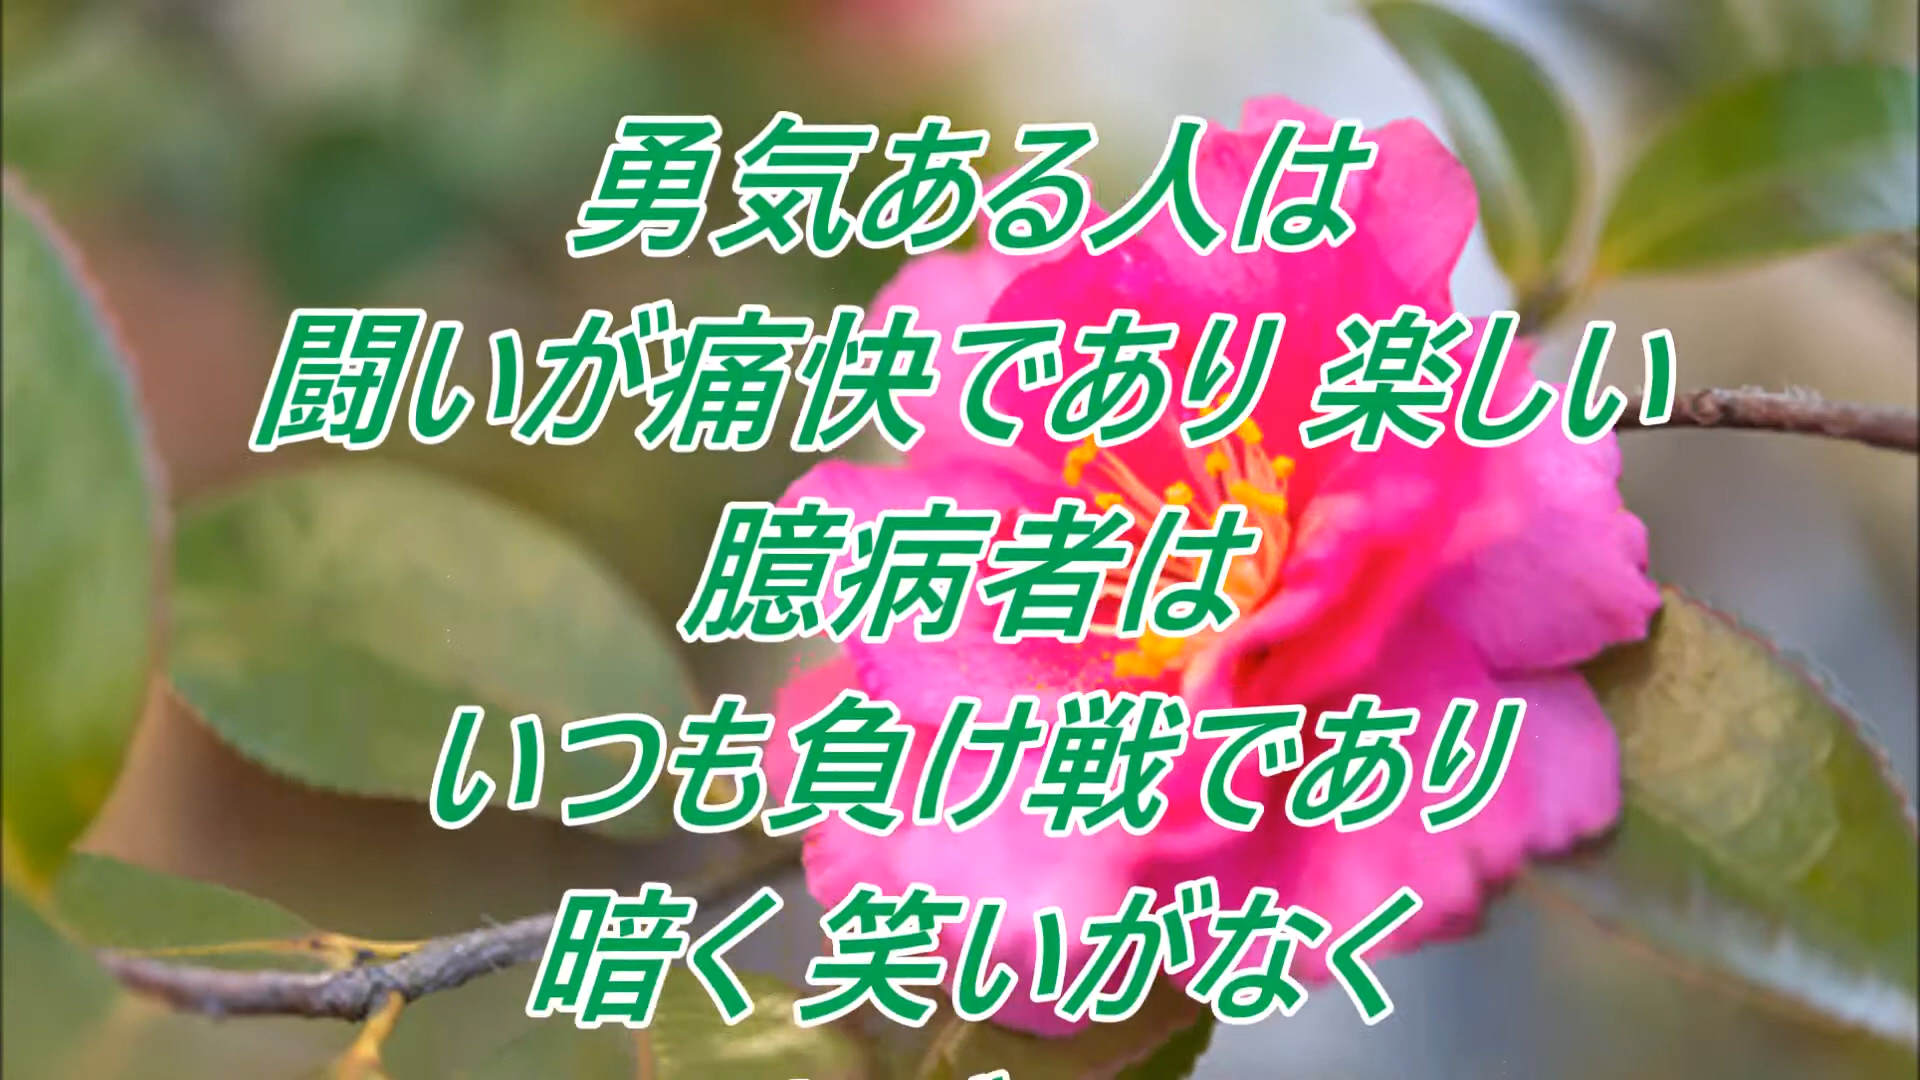 勇気ある人は
闘いが痛快であり 楽しい
臆病者は
いつも負け戦であり
暗く 笑いがなく